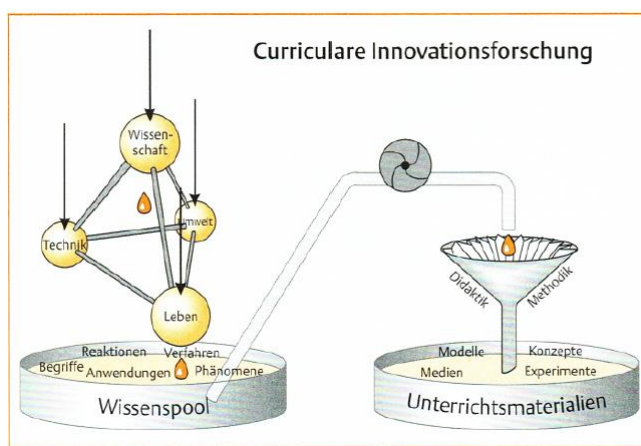 Curriculare Innovationsforschung
Wissen-
schaft
Umwelt
Technik
Leben
Didaktik
Methodik
Reaktionen
Verfahren
Begriffe
Anwendungen
Phänomene
Wissenspool
Modelle
Konzepte
Medien
Experimente
Unterrichtsmaterialien